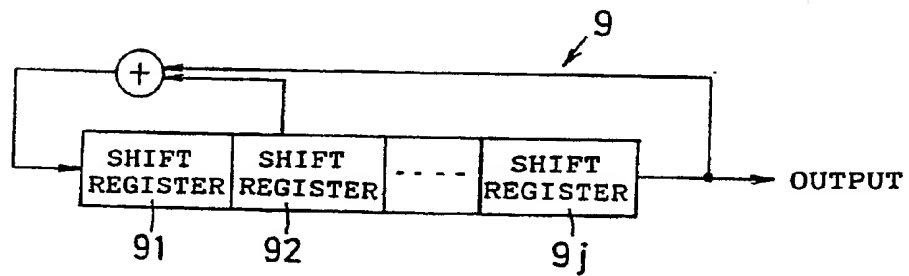 9
+
SHIFT REGISTER
SHIFT REGISTER
----
SHIFT REGISTER
OUTPUT
91
92
9j